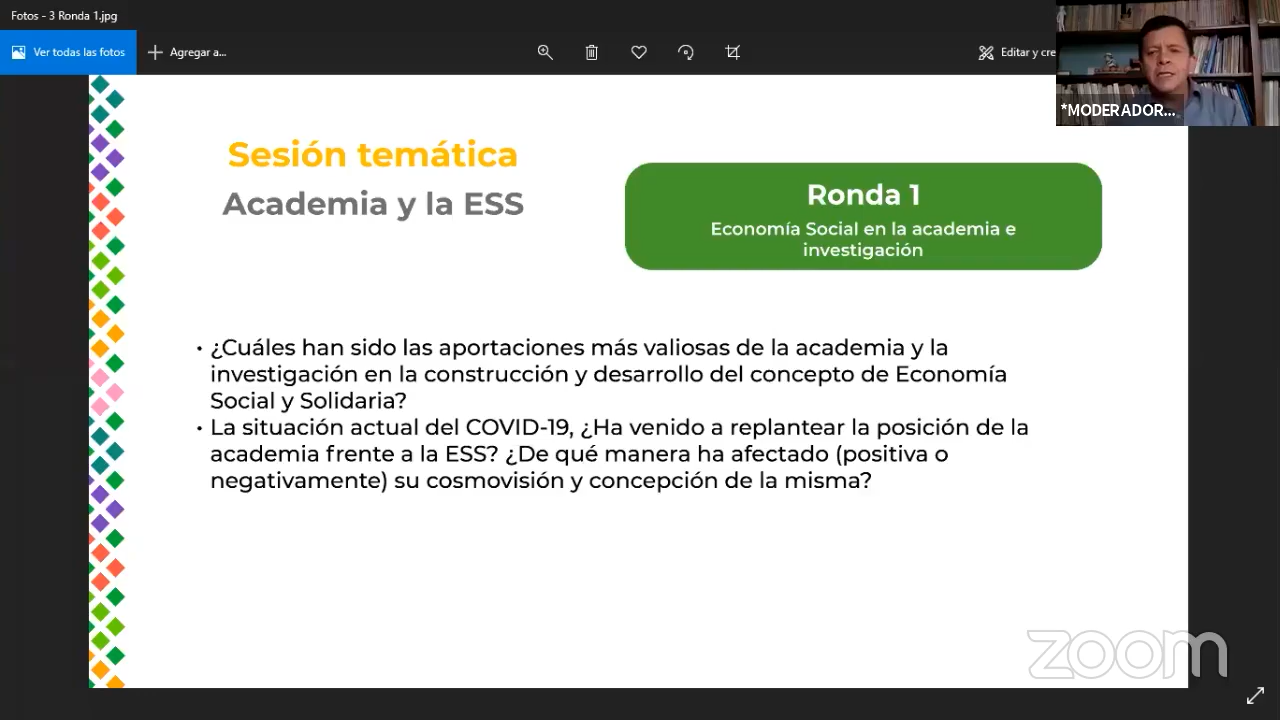 Fotos - 3 Ronda 1.jpg
Ver todas las fotos
Agregar a...
Editar y cre
*MODERADOR...
Sesión temática
Academia y la ESS
Ronda 1
Economía Social en la academia e
investigación
• ¿Cuáles han sido las aportaciones más valiosas de la academia y la
investigación en la construcción y desarrollo del concepto de Economía
Social y Solidaria?
• La situación actual del COVID-19, ¿Ha venido a replantear la posición de la
academia frente a la ESS? ¿De qué manera ha afectado (positiva o
negativamente) su cosmovisión y concepción de la misma?
zoom